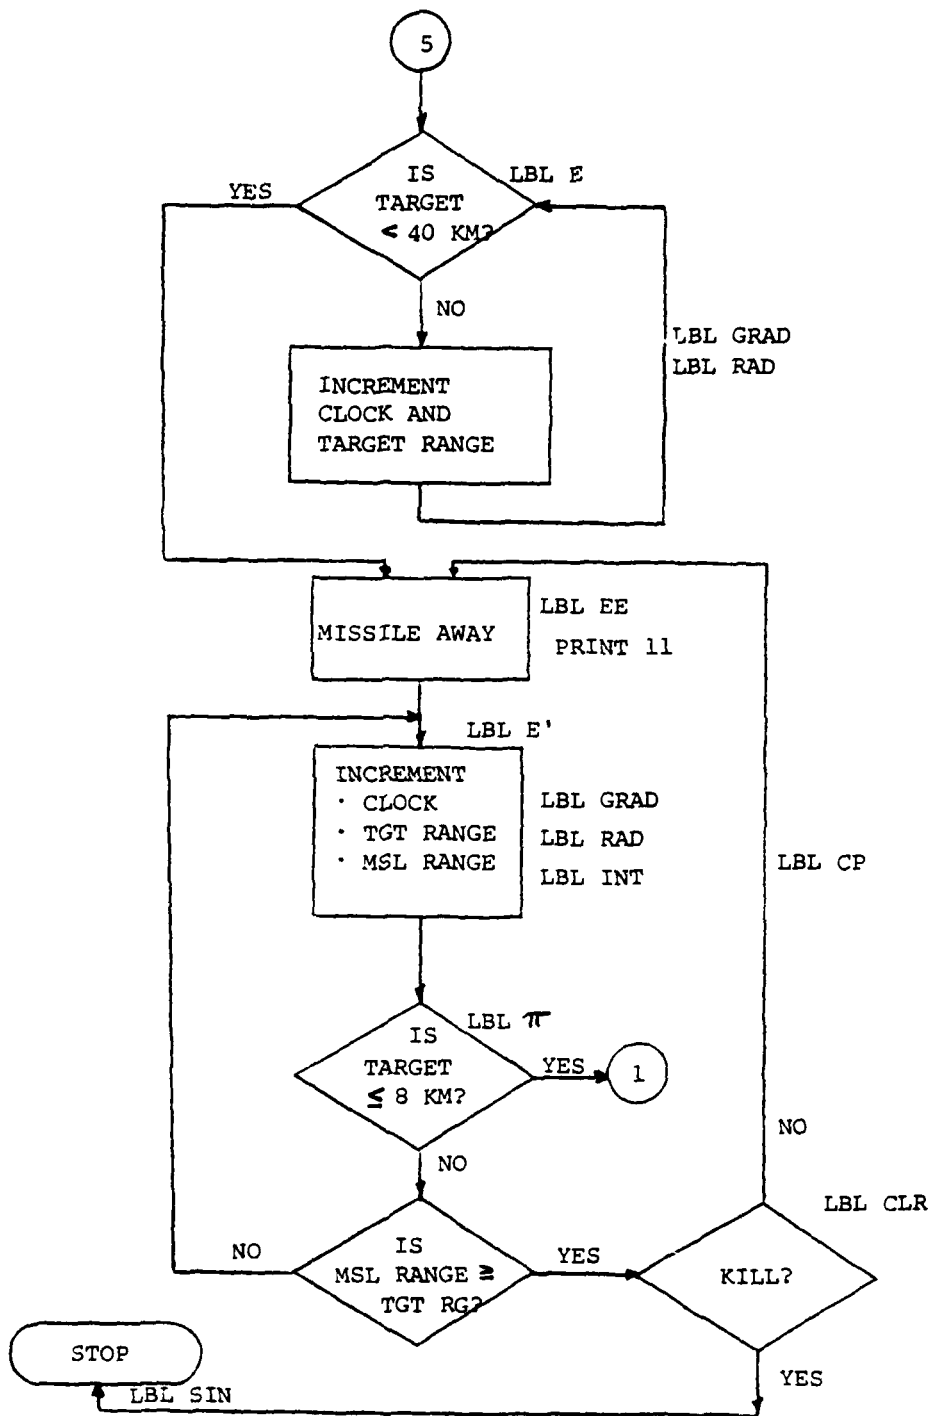 5
IS
TARGET
< 40 KM?
LBL E
YES
NO
LBL GRAD
LBL RAD
INCREMENT
CLOCK AND
TARGET RANGE
MISSILE AWAY
LBL EE
PRINT 11
LBL E'
INCREMENT
· CLOCK
· TGT RANGE
· MSL RANGE
LBL GRAD
LBL RAD
LBL INT
LBL CP
LBL π
IS
TARGET
≤ 8 KM?
YES
1
NO
NO
LBL CLR
IS
MSL RANGE ≥
TGT RG?
NO
YES
KILL?
STOP
LBL SIN
YES